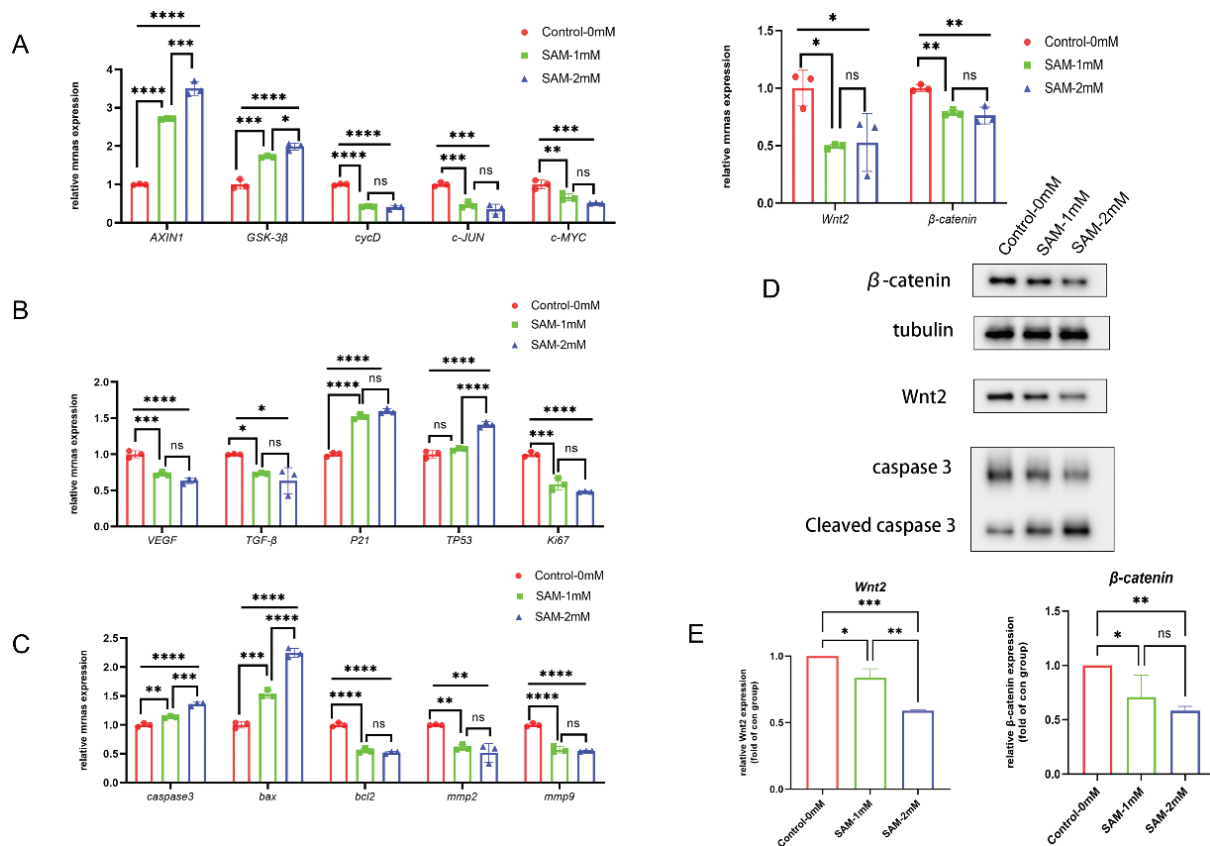 A
****
****
***
****
***
*
****
****
ns
***
***
ns
***
**
ns
Control-0mM
SAM-1mM
SAM-2mM
relative mrnas expression
4
3
2
1
0
AXIN1
GSK-3β
cycD
c-JUN
c-MYC
*
*
ns
**
**
ns
Control-0mM
SAM-1mM
SAM-2mM
relative mrnas expression
1.5
1.0
0.5
0.0
Wnt2
β-catenin
B
Control-0mM
SAM-1mM
SAM-2mM
****
***
ns
*
*
ns
****
****
ns
****
ns
****
****
***
ns
relative mrnas expression
2.0
1.5
1.0
0.5
0.0
VEGF
TGF-β
P21
TP53
Ki67
C
Control-0mM
SAM-1mM
SAM-2mM
****
**
***
****
***
****
****
****
ns
**
**
ns
****
****
ns
relative mrnas expression
2.5
2.0
1.5
1.0
0.5
0.0
caspase3
bax
bcl2
mmp2
mmp9
D
Control-0mM
SAM-1mM
SAM-2mM
β-catenin
tubulin
Wnt2
caspase 3
Cleaved caspase 3
E
Wnt2
***
*
**
relative Wnt2 expression
(fold of con group)
1.0
0.5
0.0
Control-0mM
SAM-1mM
SAM-2mM
β-catenin
**
*
ns
relative β-catenin expression
(fold of con group)
1.5
1.0
0.5
0.0
Control-0mM
SAM-1mM
SAM-2mM